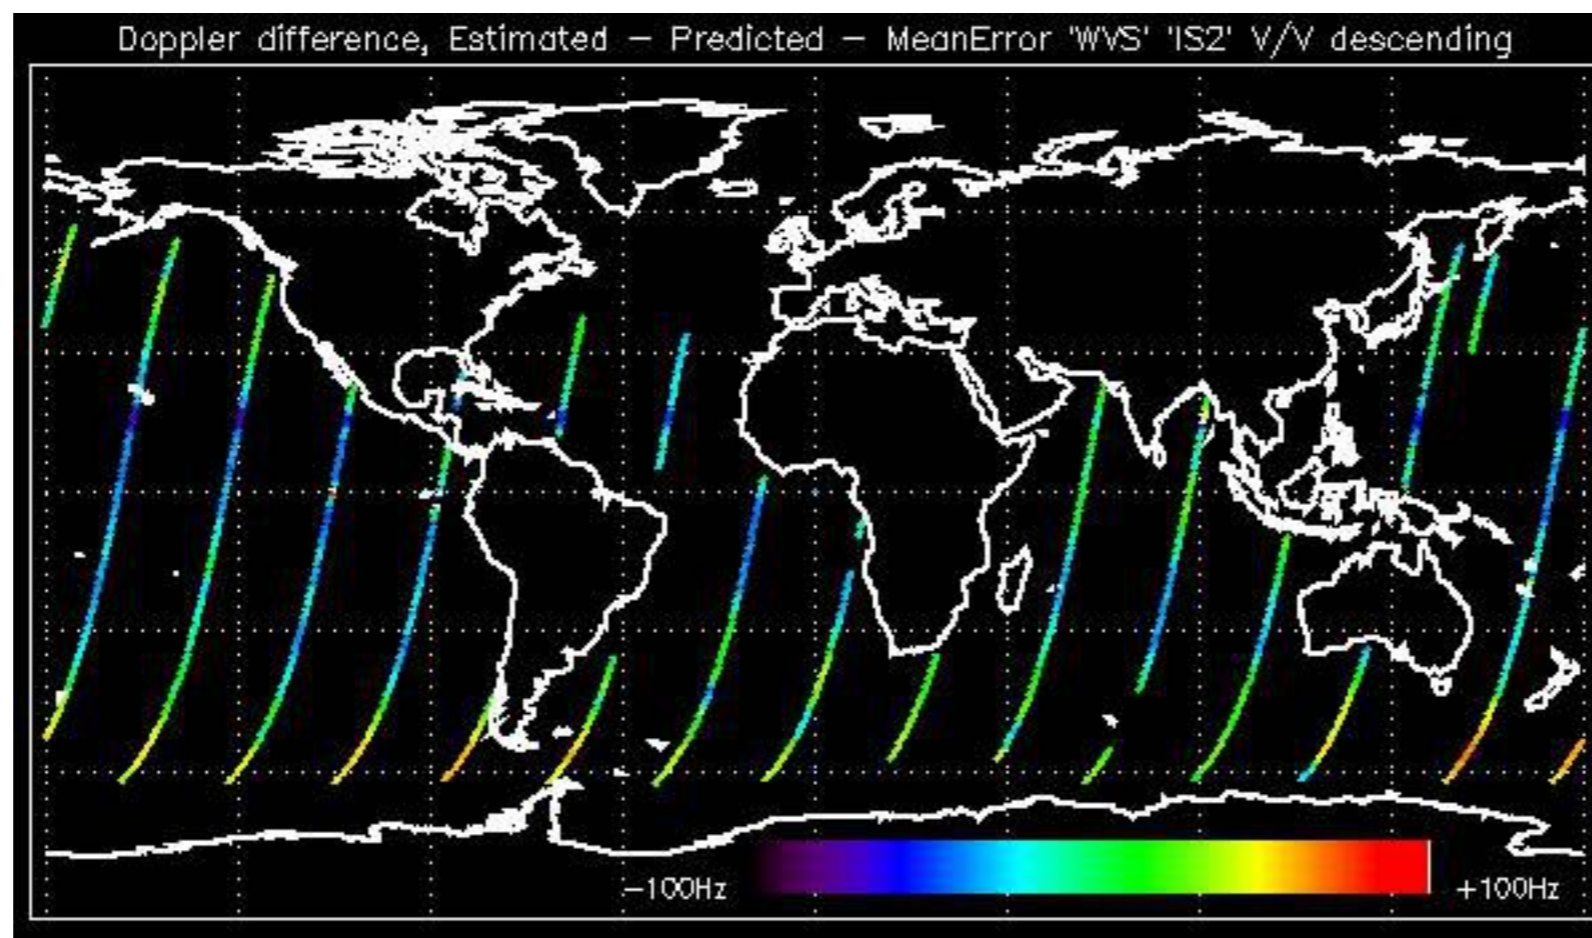 Doppler difference, Estimated – Predicted – MeanError 'WVS' 'IS2' V/V descending
-100Hz
+100Hz